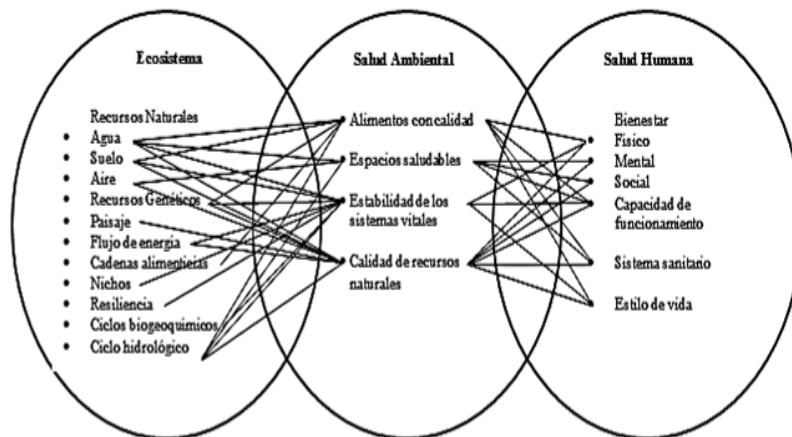 Ecosistema
Recursos Naturales
• Agua
• Suelo
• Aire
• Recursos Genéticos
• Paisaje
• Flujo de energía
• Cadenas alimenticias
• Nichos
• Resiliencia
• Ciclos biogeoquímicos
• Ciclo hidrológico
Salud Ambiental
Alimentos con calidad
Espacios saludables
Estabilidad de los
sistemas vitales
Calidad de recursos
naturales
Salud Humana
Bienestar
Físico
Mental
Social
Capacidad de
funcionamiento
Sistema sanitario
Estilo de vida